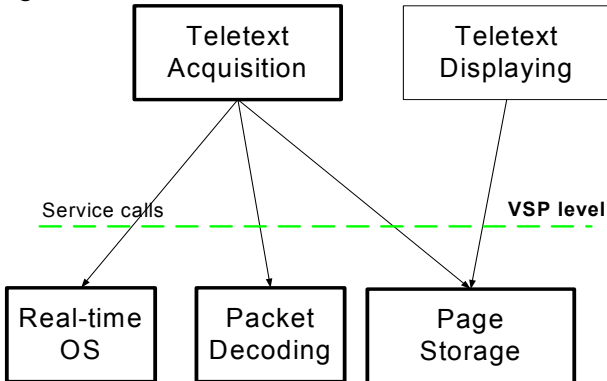 Teletext
Acquisition
Teletext
Displaying
Service calls
VSP level
Real-time
OS
Packet
Decoding
Page
Storage